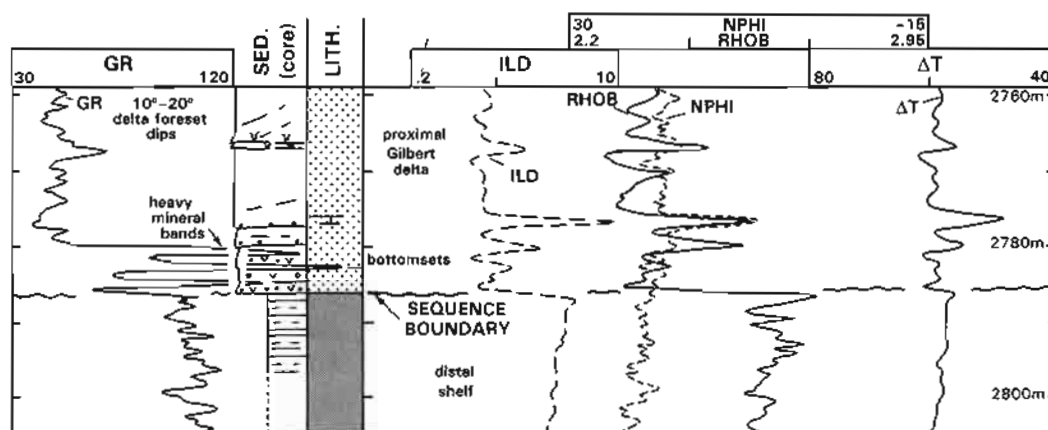 30 NPHI -15
2.2 RHOB 2.95
GR SED. (core) LITH. ILD ΔT
30 120 .2 10 80 40
GR 10°–20° delta foreset dips
RHOB NPHI ΔT 2760m
proximal Gilbert delta
ILD
heavy mineral bands
2780m
bottomsets
SEQUENCE BOUNDARY
distal shelf
2800m